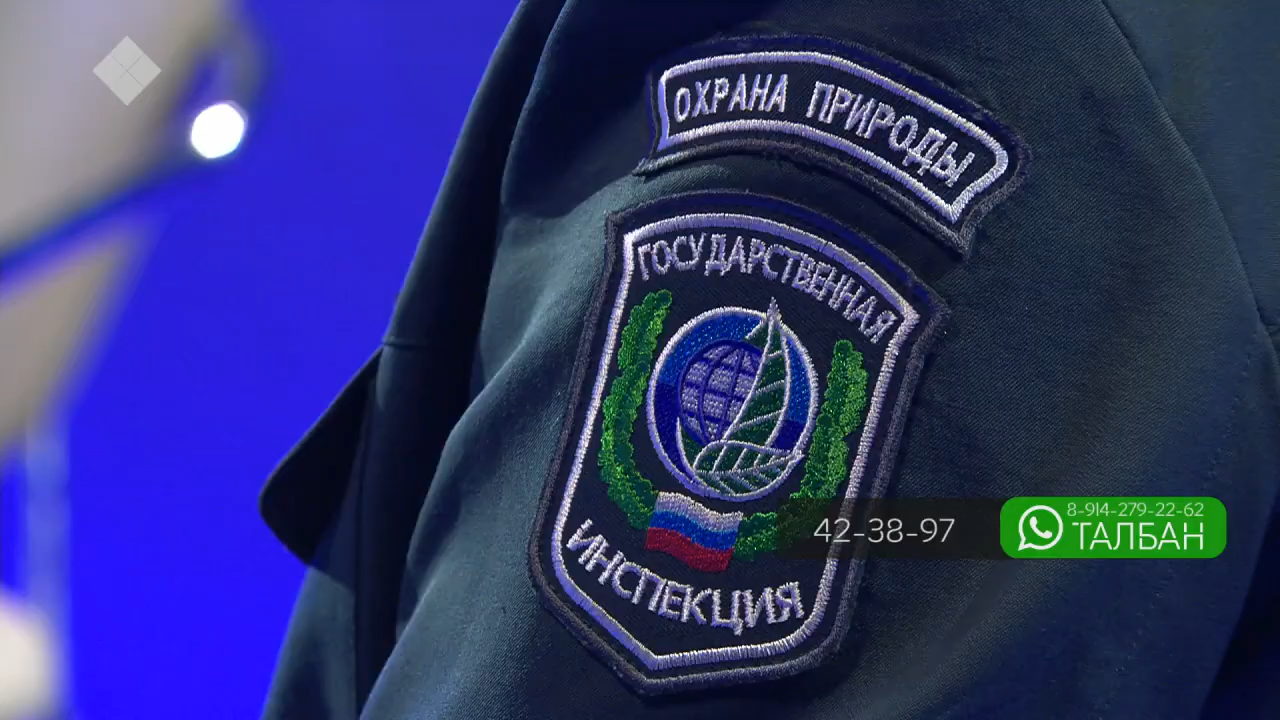 ОХРАНА ПРИРОДЫ
ГОСУДАРСТВЕННАЯ
ИНСПЕКЦИЯ
42-38-97
8-914-279-22-62
ТАЛБАН